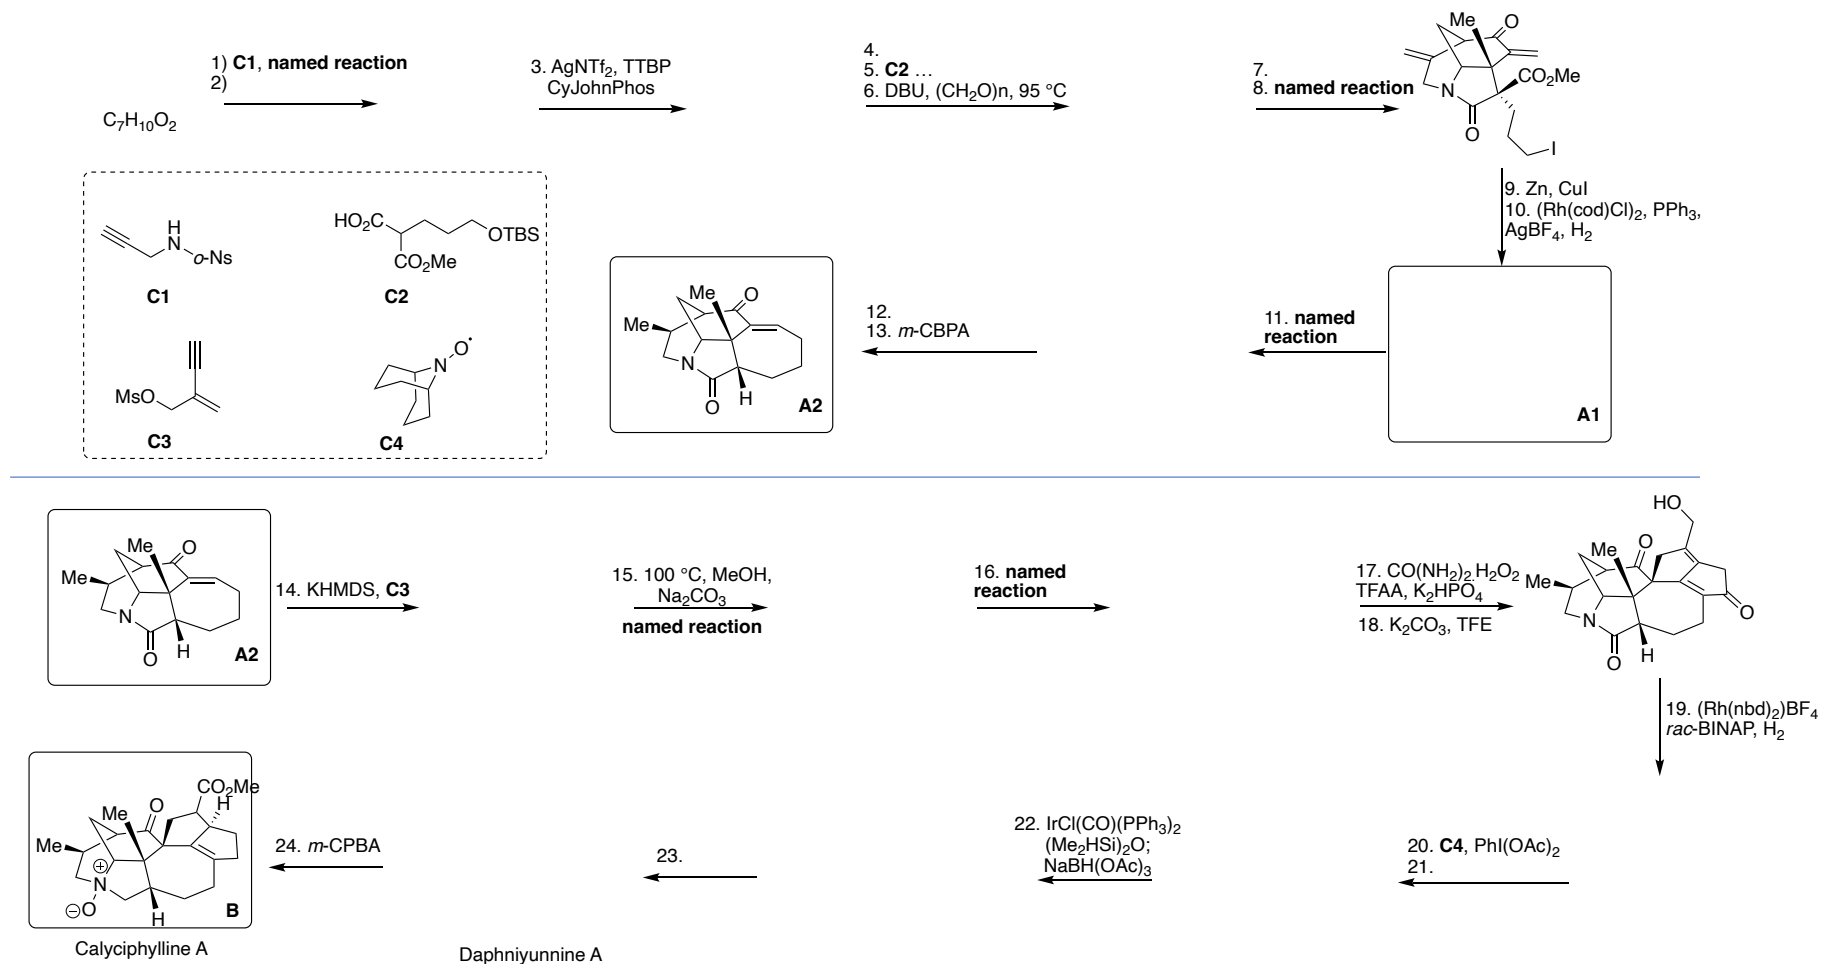 1) C1, named reaction
2)
C7H10O2
3. AgNTf2, TTBP
CyJohnPhos
4.
5. C2 ...
6. DBU, (CH2O)n, 95 °C
7.
8. named reaction
Me
O
CO2Me
N
O
I
9. Zn, CuI
10. (Rh(cod)Cl)2, PPh3,
AgBF4, H2
H
N
o-Ns
C1
HO2C
OTBS
CO2Me
C2
MsO
C3
N
O•
C4
Me
O
Me
N
O
H
A2
12.
13. m-CBPA
11. named
reaction
A1
Me
O
Me
N
O
H
A2
14. KHMDS, C3
15. 100 °C, MeOH,
Na2CO3
named reaction
16. named
reaction
17. CO(NH2)2.H2O2
TFAA, K2HPO4
18. K2CO3, TFE
HO
Me
O
Me
N
O
O
H
19. (Rh(nbd)2)BF4
rac-BINAP, H2
20. C4, PhI(OAc)2
21.
22. IrCl(CO)(PPh3)2
(Me2HSi)2O;
NaBH(OAc)3
23.
24. m-CPBA
CO2Me
H
O
Me
Me
+
N
⊖O
H
B
Calyciphylline A
Daphniyunnine A